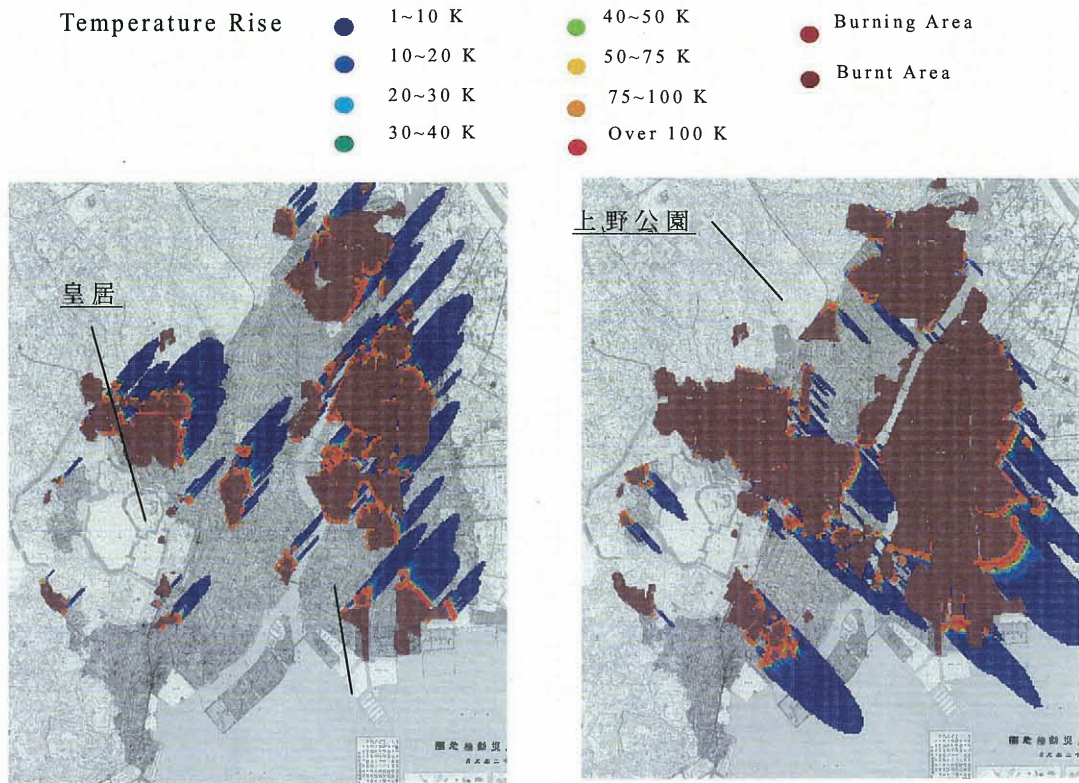 Temperature Rise
1~10 K
10~20 K
20~30 K
30~40 K
40~50 K
50~75 K
75~100 K
Over 100 K
Burning Area
Burnt Area
皇居
上野公園